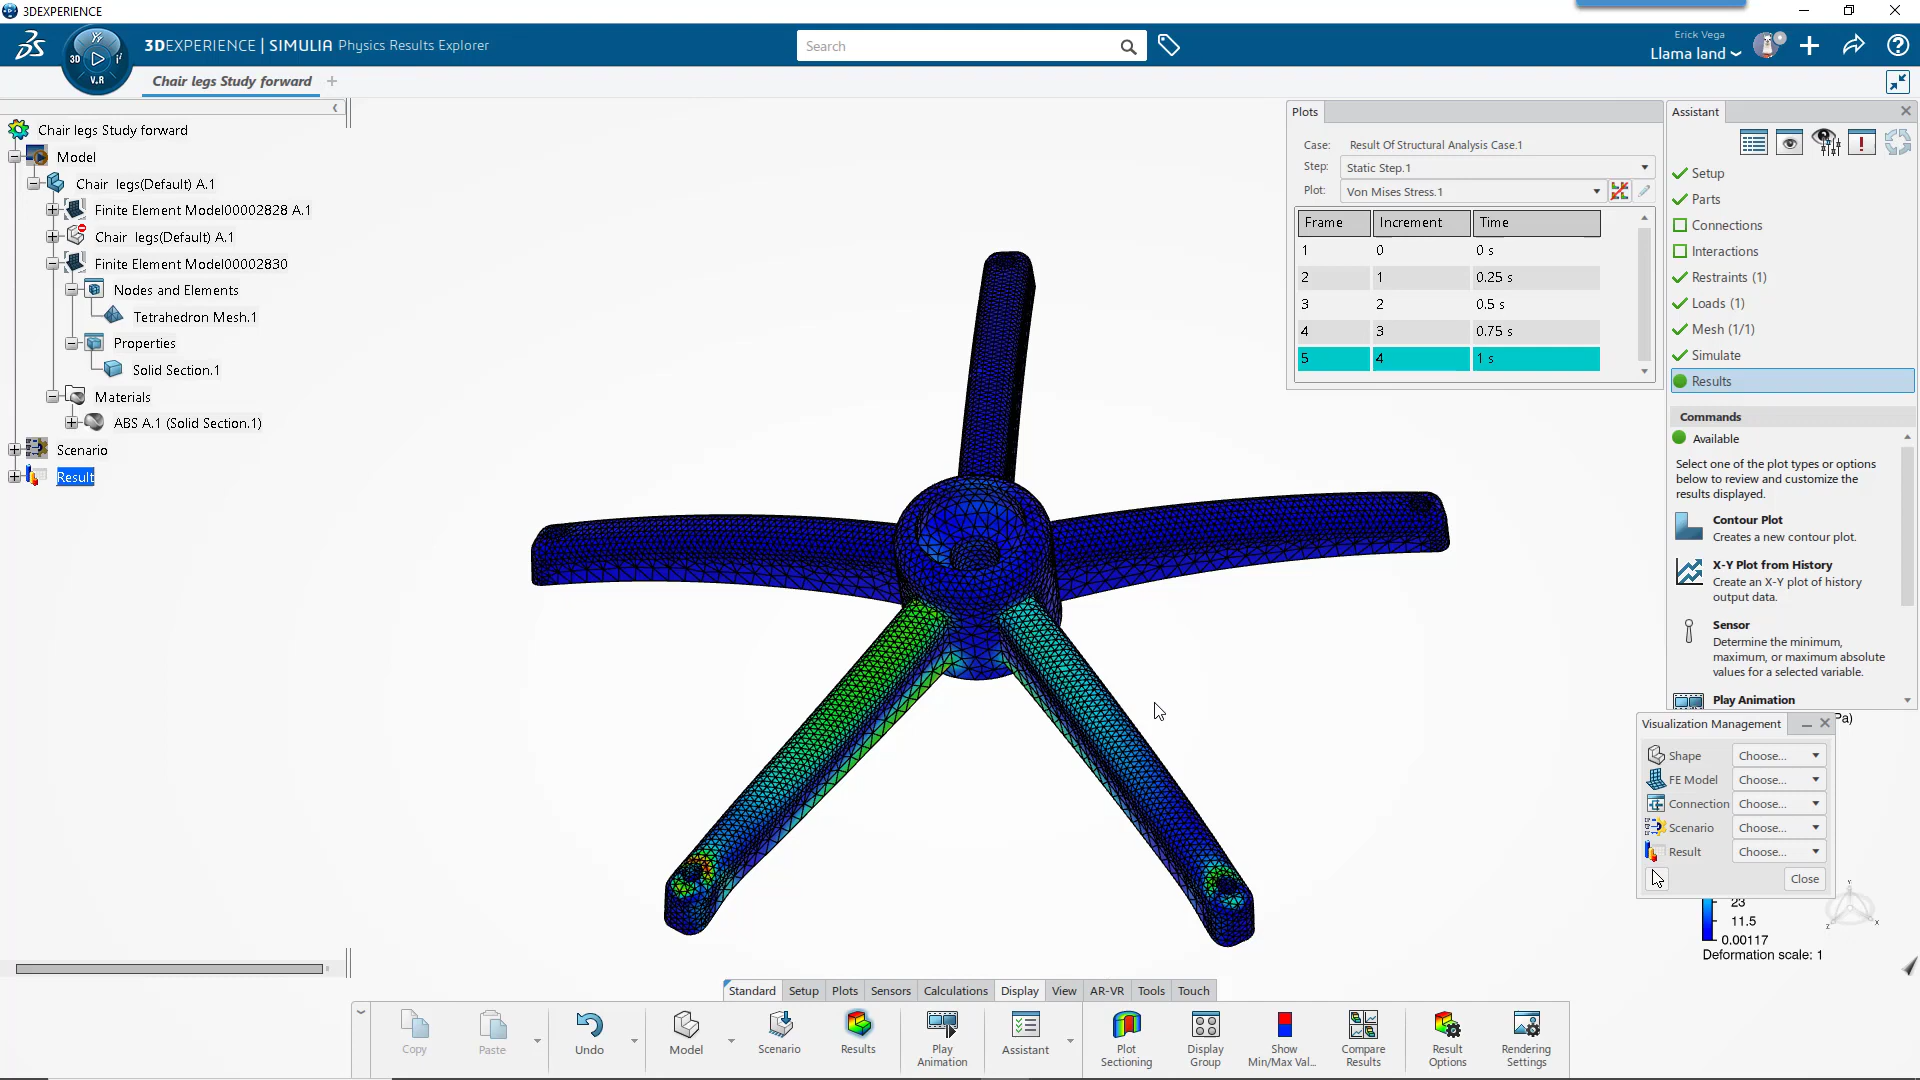 3DEXPERIENCE
3DEXPERIENCE | SIMULIA Physics Results Explorer
Search
Erick Vega
Llama land
3D
V.R
Chair legs Study forward
Chair legs Study forward
Model
Chair legs(Default) A.1
Finite Element Model00002828 A.1
Chair legs(Default) A.1
Finite Element Model00002830
Nodes and Elements
Tetrahedron Mesh.1
Properties
Solid Section.1
Materials
ABS A.1 (Solid Section.1)
Scenario
Result
Plots
Case: Result Of Structural Analysis Case.1
Step: Static Step.1
Plot: Von Mises Stress.1
Frame Increment Time
1 0 0 s
2 1 0.25 s
3 2 0.5 s
4 3 0.75 s
5 4 1 s
Assistant
Setup
Parts
Connections
Interactions
Restraints (1)
Loads (1)
Mesh (1/1)
Simulate
Results
Commands
Available
Select one of the plot types or options
below to review and customize the
results displayed.
Contour Plot
Creates a new contour plot.
X-Y Plot from History
Create an X-Y plot of history
output data.
Sensor
Determine the minimum,
maximum, or maximum absolute
values for a selected variable.
Play Animation
Pa)
Visualization Management
Shape Choose...
FE Model Choose...
Connection Choose...
Scenario Choose...
Result Choose...
Close
23
11.5
0.00117
Deformation scale: 1
Standard Setup Plots Sensors Calculations Display View AR-VR Tools Touch
Copy
Paste
Undo
Model
Scenario
Results
Play
Animation
Assistant
Plot
Sectioning
Display
Group
Show
Min/Max Val...
Compare
Results
Result
Options
Rendering
Settings